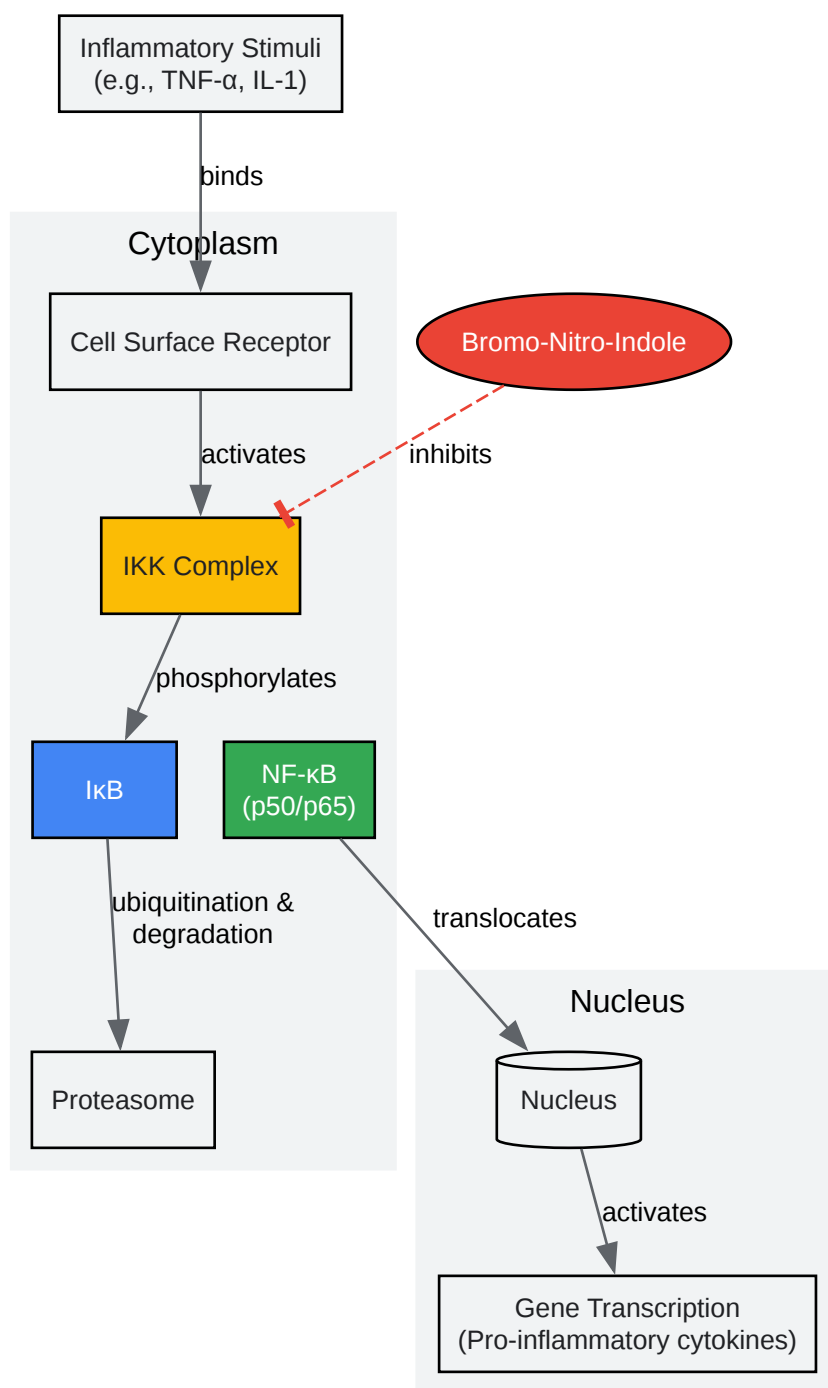 Inflammatory Stimuli
(e.g., TNF-α, IL-1)
binds
Cytoplasm
Cell Surface Receptor
Bromo-Nitro-Indole
activates
inhibits
IKK Complex
phosphorylates
IκB
NF-κB
(p50/p65)
ubiquitination &
degradation
translocates
Nucleus
Proteasome
Nucleus
activates
Gene Transcription
(Pro-inflammatory cytokines)